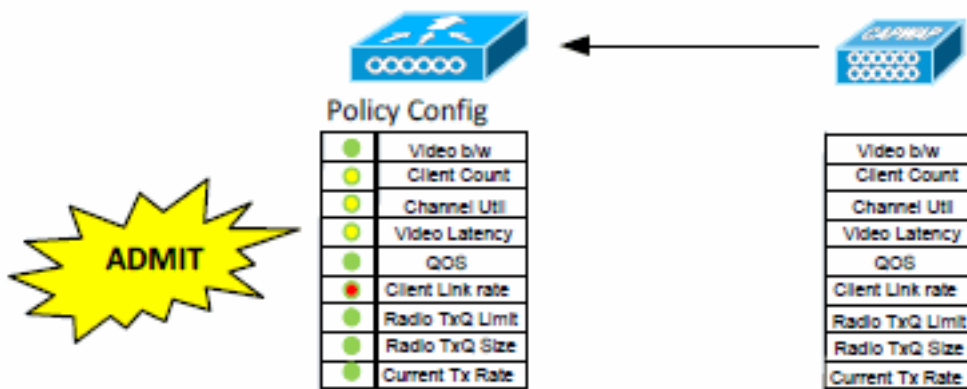 CAPWAP
Policy Config
Video b/w
Client Count
Channel Util
Video Latency
QOS
Client Link rate
Radio TxQ Limit
Radio TxQ Size
Current Tx Rate
ADMIT
Video b/w
Client Count
Channel Util
Video Latency
QOS
Client Link rate
Radio TxQ Limit
Radio TxQ Size
Current Tx Rate